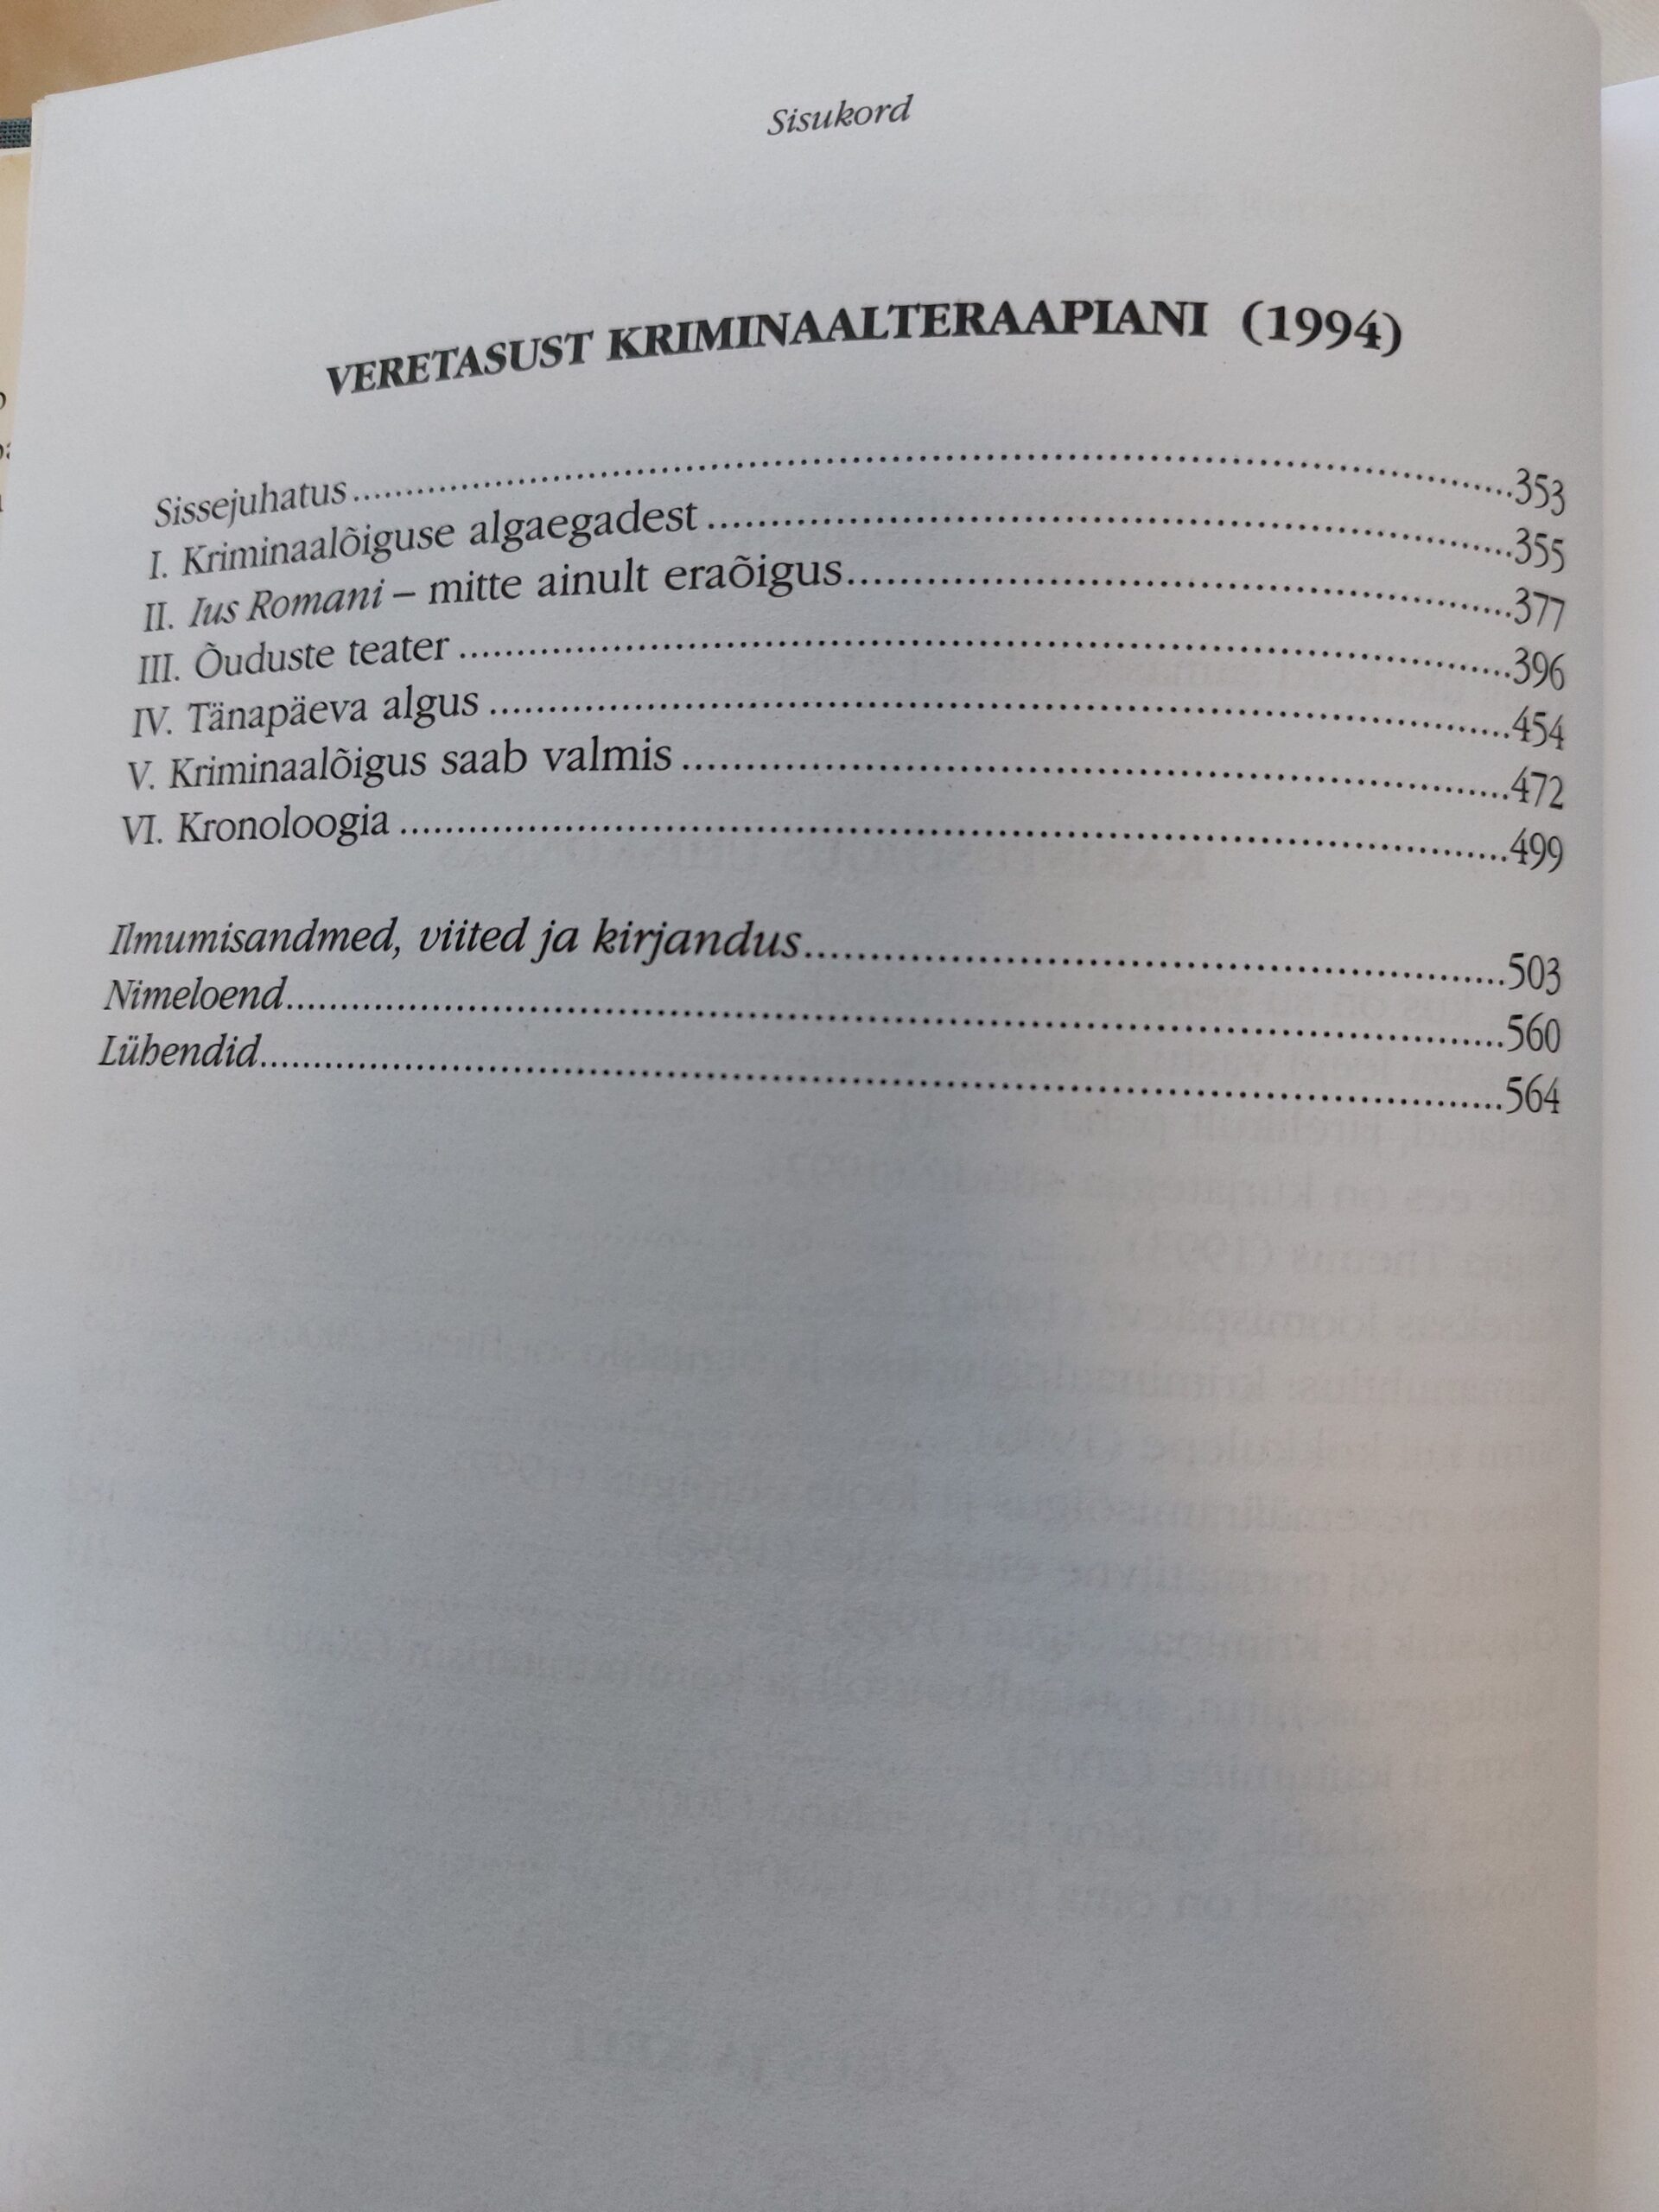 Sisukord
VERETASUST KRIMINAALTERAAPIANI (1994)
Sissejuhatus....................353
I. Kriminaalõiguse algaegadest....................355
II. Ius Romani – mitte ainult eraõigus....................377
III. Õuduste teater....................396
IV. Tänapäeva algus....................454
V. Kriminaalõigus saab valmis....................472
VI. Kronoloogia....................499
Ilmumisandmed, viited ja kirjandus....................503
Nimeloend....................560
Lühendid....................564